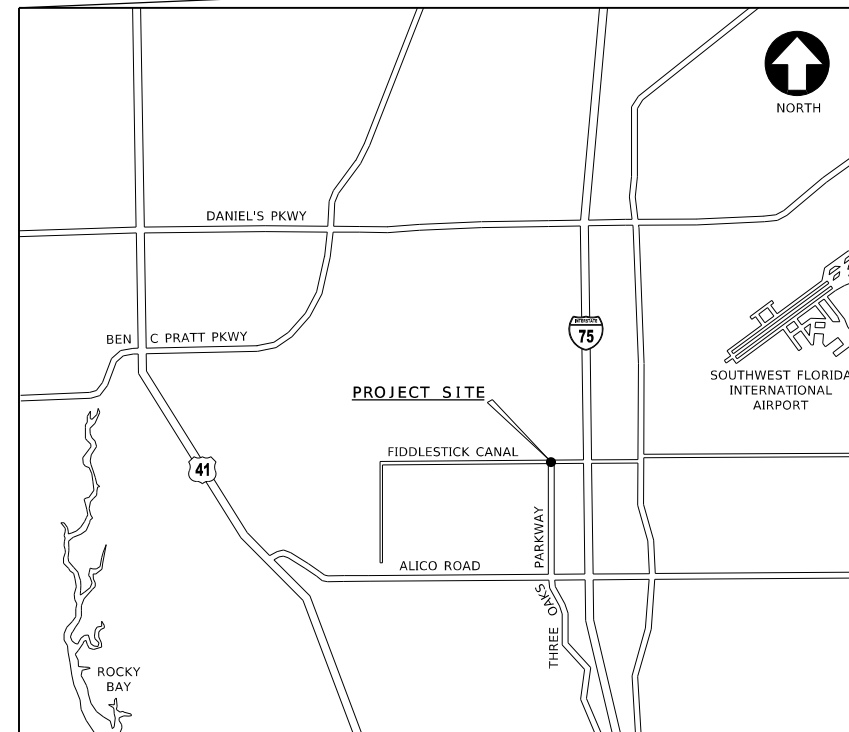 NORTH
DANIEL'S PKWY
BEN C PRATT PKWY
INTERSTATE
75
SOUTHWEST FLORIDA
INTERNATIONAL
AIRPORT
PROJECT SITE
FIDDLESTICK CANAL
41
ALICO ROAD
THREE OAKS PARKWAY
ROCKY
BAY